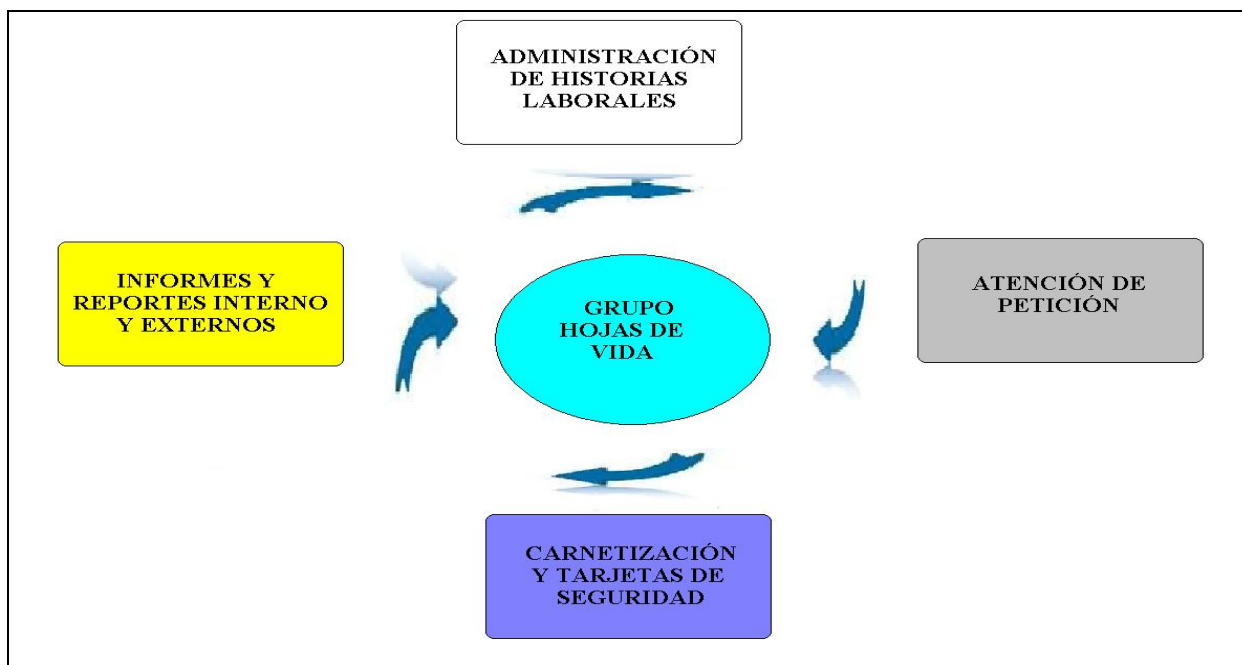 ADMINISTRACIÓN
DE HISTORIAS
LABORALES
INFORMES Y
REPORTES INTERNO
Y EXTERNOS
GRUPO
HOJAS DE
VIDA
ATENCIÓN DE
PETICIÓN
CARNETIZACIÓN
Y TARJETAS DE
SEGURIDAD